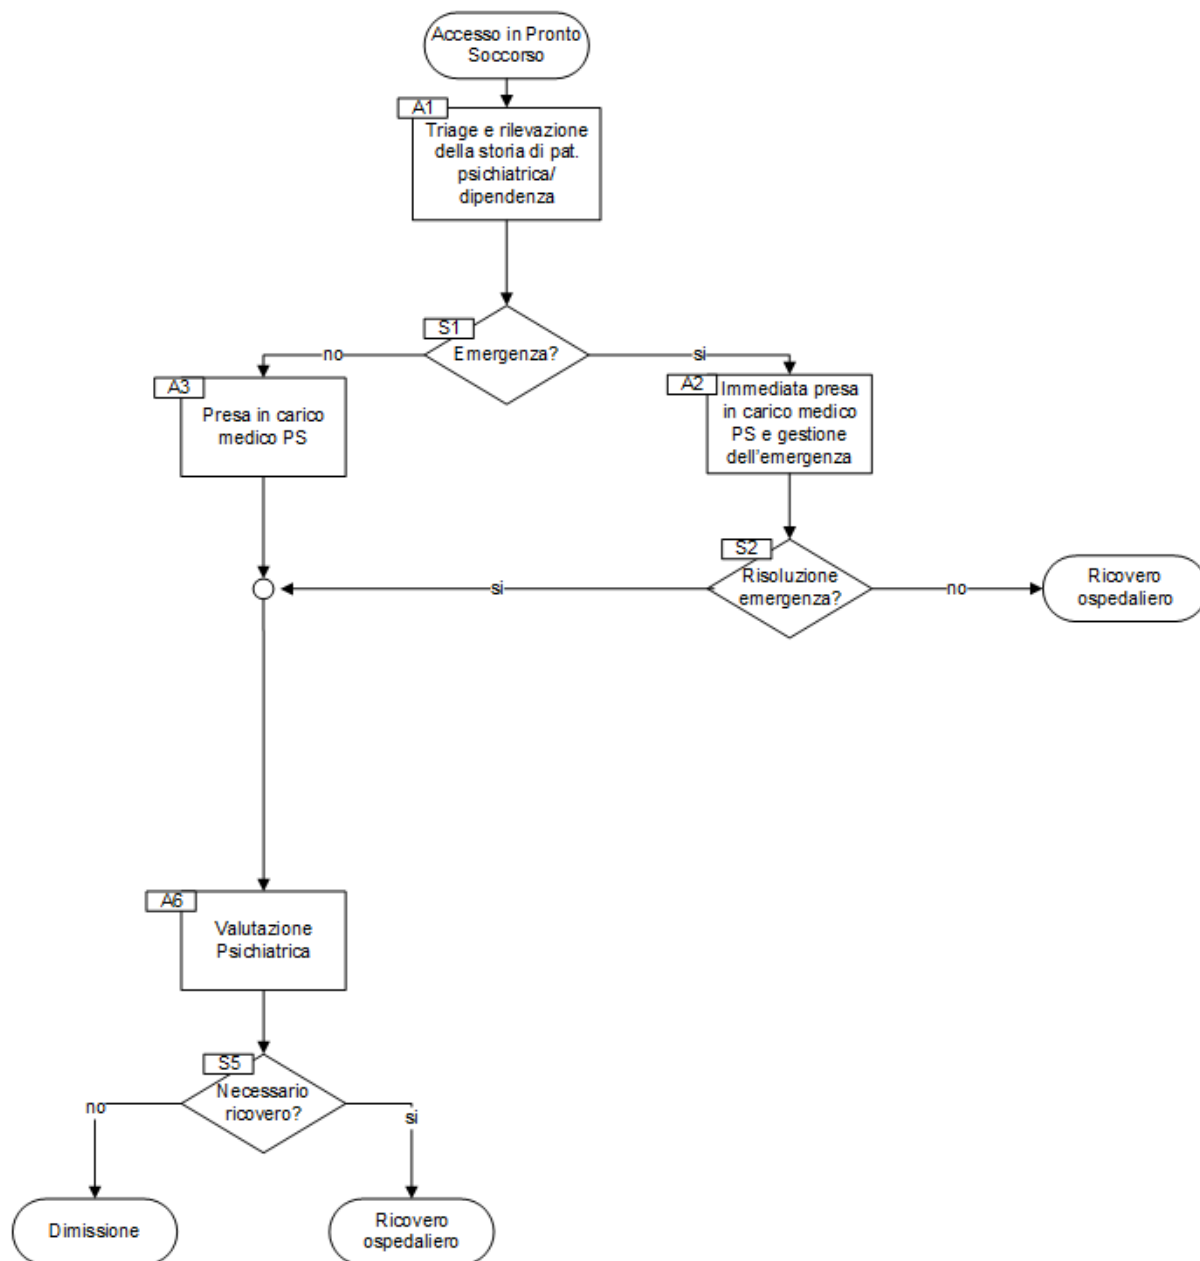 Accesso in Pronto
Soccorso
A1
Triage e rilevazione
della storia di pat.
psichiatrica/
dipendenza
S1
Emergenza?
no
si
A3
Presa in carico
medico PS
A2
Immediata presa
in carico medico
PS e gestione
dell'emergenza
S2
Risoluzione
emergenza?
si
no
Ricovero
ospedaliero
A6
Valutazione
Psichiatrica
S5
Necessario
ricovero?
no
si
Dimissione
Ricovero
ospedaliero